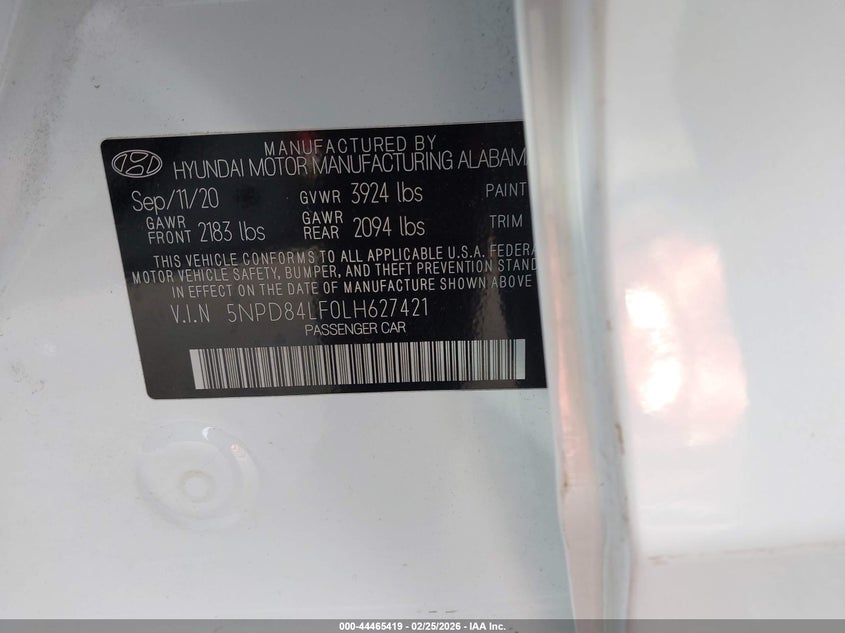 MANUFACTURED BY
HYUNDAI MOTOR MANUFACTURING ALABAMA
Sep/11/20 GVWR 3924 lbs PAINT
GAWR FRONT 2183 lbs GAWR REAR 2094 lbs TRIM
THIS VEHICLE CONFORMS TO ALL APPLICABLE U.S.A. FEDERA
MOTOR VEHICLE SAFETY, BUMPER, AND THEFT PREVENTION STAND
IN EFFECT ON THE DATE OF MANUFACTURE SHOWN ABOVE
V.I.N 5NPD84LF0LH627421
PASSENGER CAR
000-44465419 - 02/25/2026 - IAA Inc.